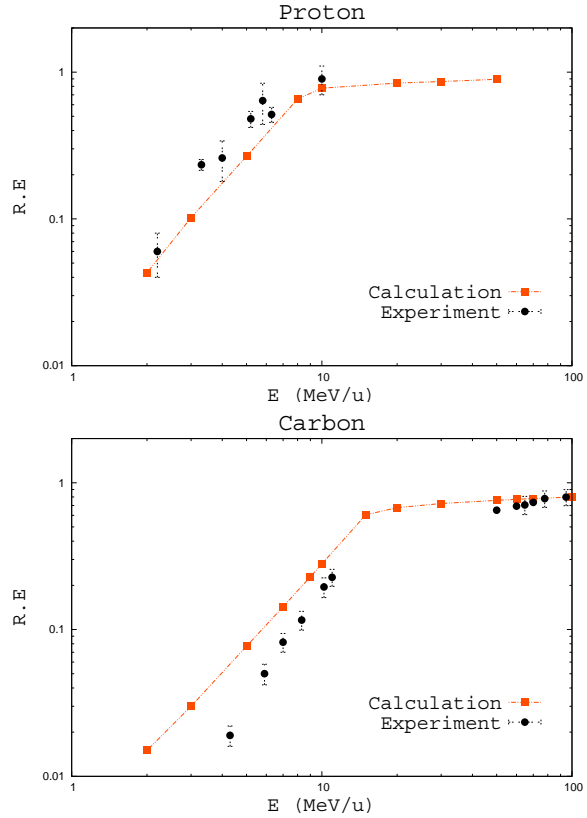 Proton
1
0.1
0.01
R.E
Calculation
Experiment
1
10
100
E (MeV/u)
Carbon
1
0.1
0.01
R.E
Calculation
Experiment
1
10
100
E (MeV/u)